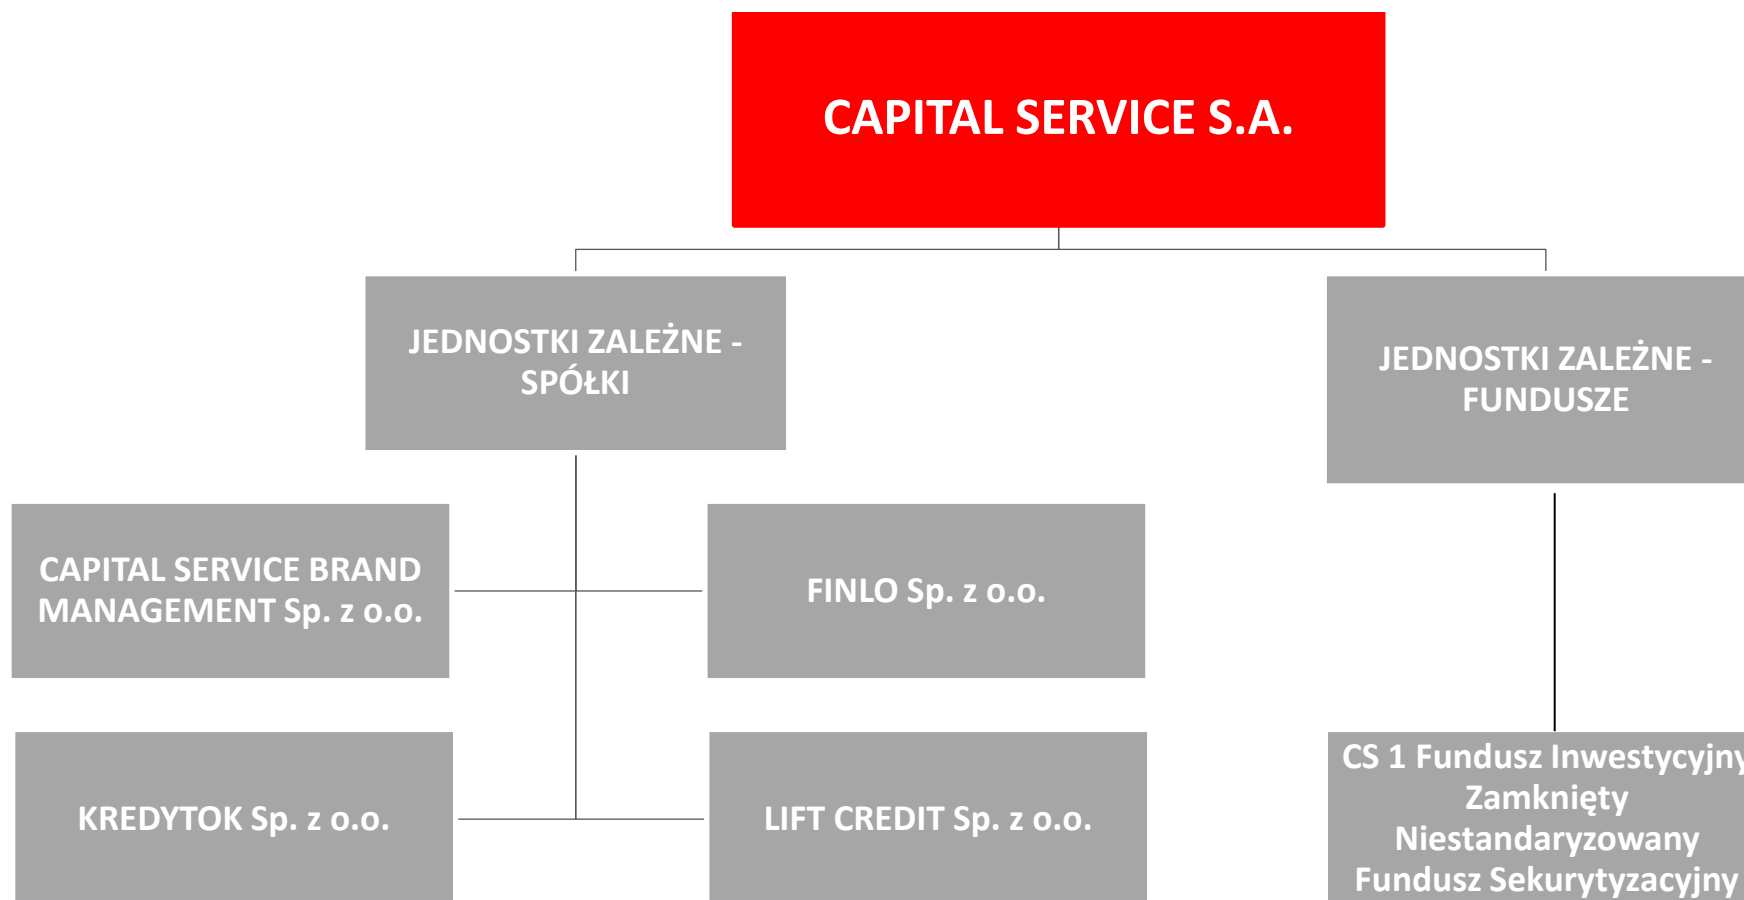 CAPITAL SERVICE S.A.
JEDNOSTKI ZALEŻNE -
SPÓŁKI
JEDNOSTKI ZALEŻNE -
FUNDUSZE
CAPITAL SERVICE BRAND
MANAGEMENT Sp. z o.o.
FINLO Sp. z o.o.
KREDYTOK Sp. z o.o.
LIFT CREDIT Sp. z o.o.
CS 1 Fundusz Inwestycyjny
Zamknięty
Niestandaryzowany
Fundusz Sekurytyzacyjny